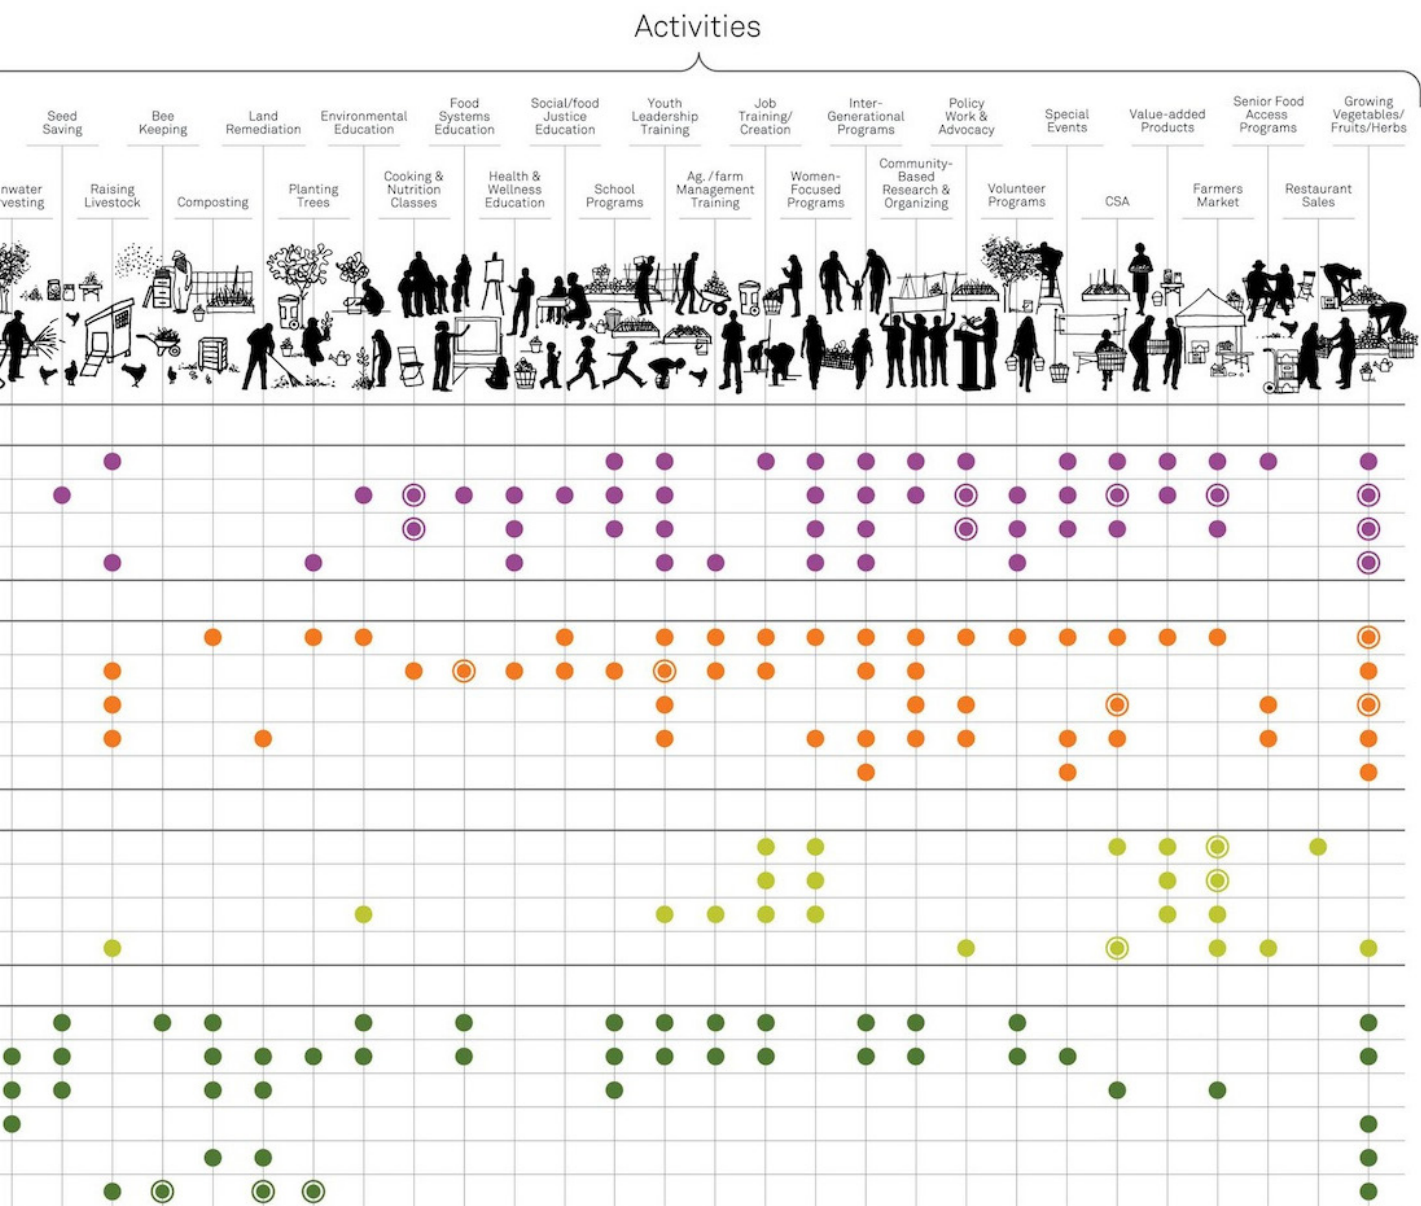 Activities
Seed
Saving
Bee
Keeping
Land
Remediation
Environmental
Education
Food
Systems
Education
Social/food
Justice
Education
Youth
Leadership
Training
Job
Training/
Creation
Inter-
Generational
Programs
Policy
Work &
Advocacy
Special
Events
Value-added
Products
Senior Food
Access
Programs
Growing
Vegetables/
Fruits/Herbs
nwater
vesting
Raising
Livestock
Composting
Planting
Trees
Cooking &
Nutrition
Classes
Health &
Wellness
Education
School
Programs
Ag. /farm
Management
Training
Women-
Focused
Programs
Community-
Based
Research &
Organizing
Volunteer
Programs
CSA
Farmers
Market
Restaurant
Sales